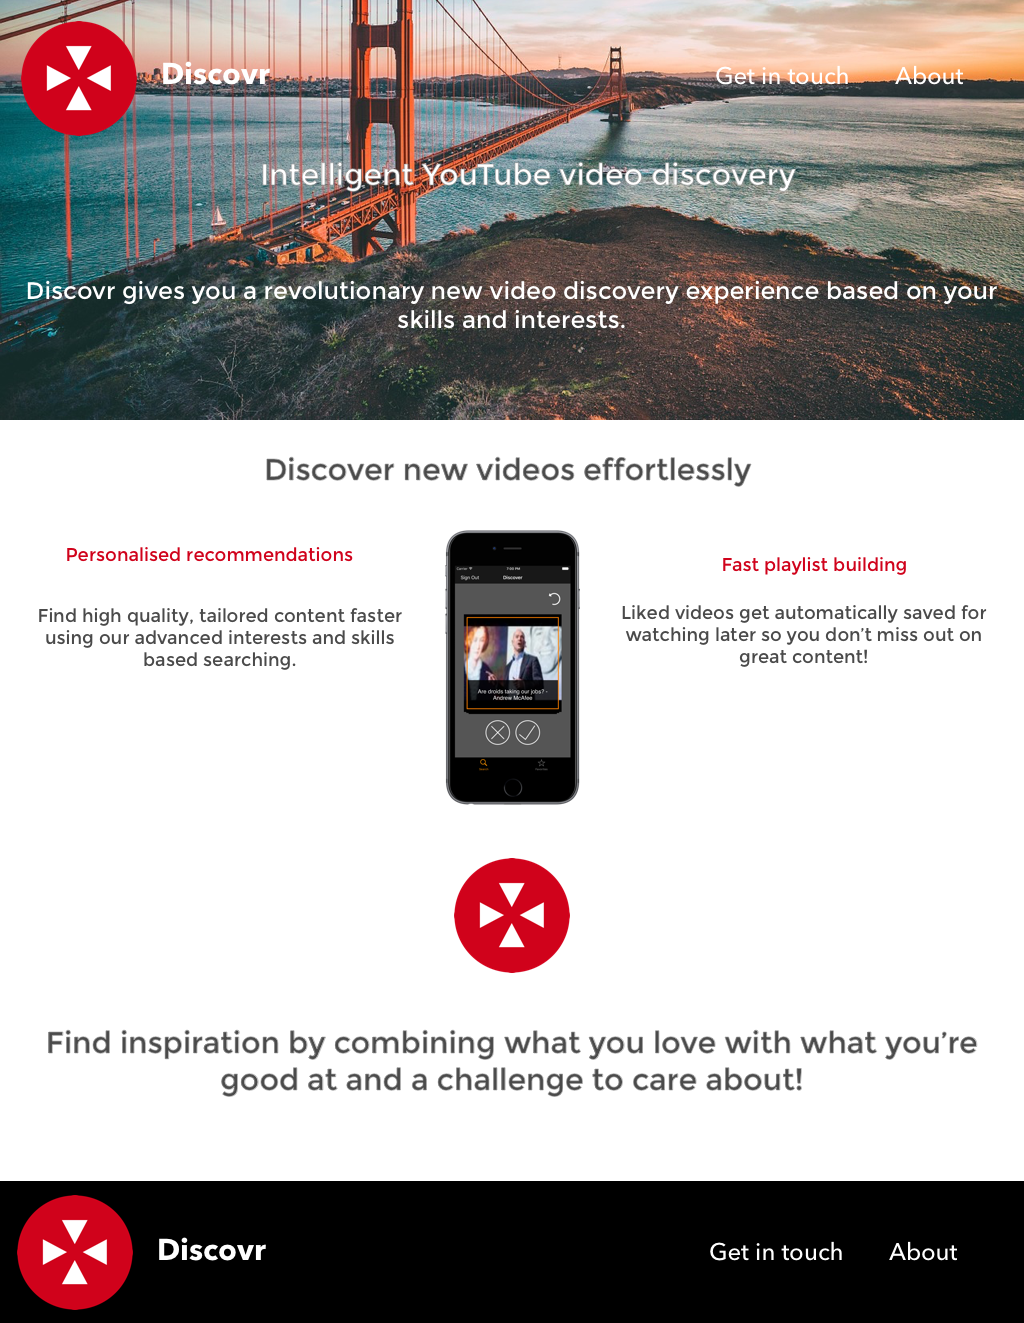 Discovr
Get in touch
About
Intelligent YouTube video discovery
Discovr gives you a revolutionary new video discovery experience based on your
skills and interests.
Discover new videos effortlessly
Personalised recommendations
Find high quality, tailored content faster
using our advanced interests and skills
based searching.
Carrier
7:00 PM
Sign Out
Discover
Are droids taking our jobs? -
Andrew McAfee
Search
Favorites
Fast playlist building
Liked videos get automatically saved for
watching later so you don’t miss out on
great content!
Find inspiration by combining what you love with what you’re
good at and a challenge to care about!
Discovr
Get in touch
About